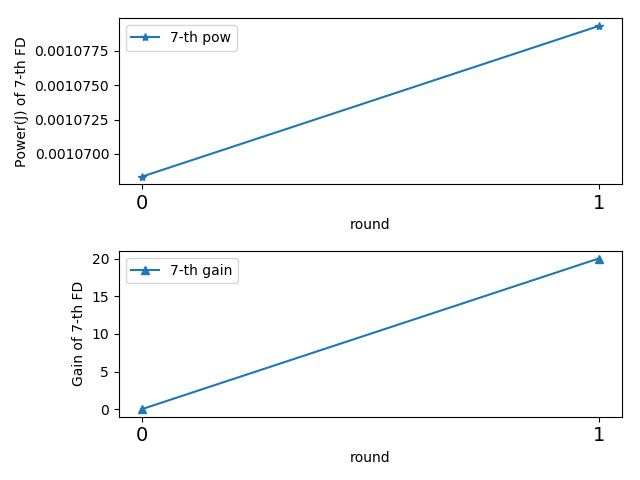 Power(J) of 7-th FD
7-th pow
0.0010775
0.0010750
0.0010725
0.0010700
0 1
round
Gain of 7-th FD
7-th gain
20
15
10
5
0
0 1
round